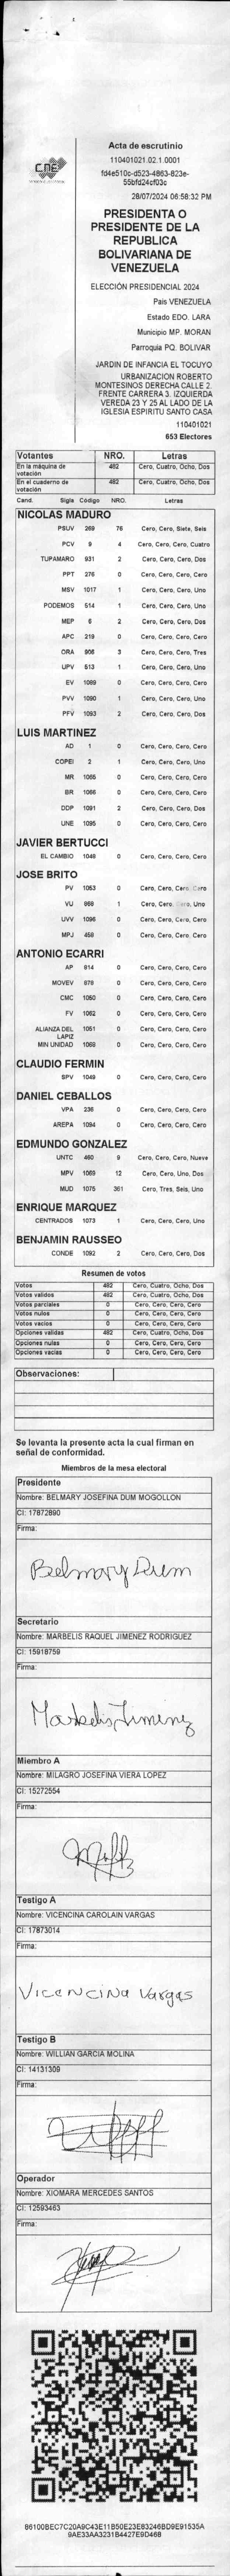 CNE
Acta de escrutinio
110401021.02.1.0001
fd4e510c-d523-4863-823e-
55bfd24cf03c
28/07/2024 06:58:32 PM
PRESIDENTA O
PRESIDENTE DE LA
REPUBLICA
BOLIVARIANA DE
VENEZUELA
ELECCIÓN PRESIDENCIAL 2024
Pais VENEZUELA
Estado EDO. LARA
Municipio MP. MORAN
Parroquia PQ. BOLIVAR
JARDIN DE INFANCIA EL TOCUYO
URBANIZACION ROBERTO
MONTESINOS DERECHA CALLE 2.
FRENTE CARRERA 3. IZQUIERDA
VEREDA 23 Y 25 AL LADO DE LA
IGLESIA ESPIRITU SANTO CASA
110401021
653 Electores
Votantes NRO. Letras
En la máquina de votación 482 Cero, Cuatro, Ocho, Dos
En el cuaderno de votación 482 Cero, Cuatro, Ocho, Dos
Cand. Sigla Código NRO. Letras
NICOLAS MADURO
PSUV 269 76 Cero, Cero, Siete, Seis
PCV 9 4 Cero, Cero, Cero, Cuatro
TUPAMARO 931 2 Cero, Cero, Cero, Dos
PPT 276 0 Cero, Cero, Cero, Cero
MSV 1017 1 Cero, Cero, Cero, Uno
PODEMOS 514 1 Cero, Cero, Cero, Uno
MEP 6 2 Cero, Cero, Cero, Dos
APC 219 0 Cero, Cero, Cero, Cero
ORA 906 3 Cero, Cero, Cero, Tres
UPV 513 1 Cero, Cero, Cero, Uno
EV 1089 0 Cero, Cero, Cero, Cero
PVV 1090 1 Cero, Cero, Cero, Uno
PFV 1093 2 Cero, Cero, Cero, Dos
LUIS MARTINEZ
AD 1 0 Cero, Cero, Cero, Cero
COPEI 2 1 Cero, Cero, Cero, Uno
MR 1065 0 Cero, Cero, Cero, Cero
BR 1066 0 Cero, Cero, Cero, Cero
DDP 1091 2 Cero, Cero, Cero, Dos
UNE 1095 0 Cero, Cero, Cero, Cero
JAVIER BERTUCCI
EL CAMBIO 1048 0 Cero, Cero, Cero, Cero
JOSE BRITO
PV 1053 0 Cero, Cero, Cero, Cero
VU 868 1 Cero, Cero, Cero, Uno
UVV 1096 0 Cero, Cero, Cero, Cero
MPJ 458 0 Cero, Cero, Cero, Cero
ANTONIO ECARRI
AP 814 0 Cero, Cero, Cero, Cero
MOVEV 878 0 Cero, Cero, Cero, Cero
CMC 1050 0 Cero, Cero, Cero, Cero
FV 1052 0 Cero, Cero, Cero, Cero
ALIANZA DEL LAPIZ 1051 0 Cero, Cero, Cero, Cero
MIN UNIDAD 1068 0 Cero, Cero, Cero, Cero
CLAUDIO FERMIN
SPV 1049 0 Cero, Cero, Cero, Cero
DANIEL CEBALLOS
VPA 236 0 Cero, Cero, Cero, Cero
AREPA 1094 0 Cero, Cero, Cero, Cero
EDMUNDO GONZALEZ
UNTC 460 9 Cero, Cero, Cero, Nueve
MPV 1069 12 Cero, Cero, Uno, Dos
MUD 1075 361 Cero, Tres, Seis, Uno
ENRIQUE MARQUEZ
CENTRADOS 1073 1 Cero, Cero, Cero, Uno
BENJAMIN RAUSSEO
CONDE 1092 2 Cero, Cero, Cero, Dos
Resumen de votos
Votos 482 Cero, Cuatro, Ocho, Dos
Votos validos 482 Cero, Cuatro, Ocho, Dos
Votos parciales 0 Cero, Cero, Cero, Cero
Votos nulos 0 Cero, Cero, Cero, Cero
Votos vacios 0 Cero, Cero, Cero, Cero
Opciones validas 482 Cero, Cuatro, Ocho, Dos
Opciones nulas 0 Cero, Cero, Cero, Cero
Opciones vacias 0 Cero, Cero, Cero, Cero
Observaciones:
Se levanta la presente acta la cual firman en
señal de conformidad.
Miembros de la mesa electoral
Presidente
Nombre: BELMARY JOSEFINA DUM MOGOLLON
CI: 17872890
Firma:
Belmary Dum
Secretario
Nombre: MARBELIS RAQUEL JIMENEZ RODRIGUEZ
CI: 15918759
Firma:
Marbelis Jimenez
Miembro A
Nombre: MILAGRO JOSEFINA VIERA LOPEZ
CI: 15272554
Firma:
Testigo A
Nombre: VICENCINA CAROLAIN VARGAS
CI: 17873014
Firma:
Vicencina Vargas
Testigo B
Nombre: WILLIAN GARCIA MOLINA
CI: 14131309
Firma:
Operador
Nombre: XIOMARA MERCEDES SANTOS
CI: 12593463
Firma:
86100BEC7C20A9C43E11B50E23E83246BD9E91535A
9AE33AA3231B4427E9D468